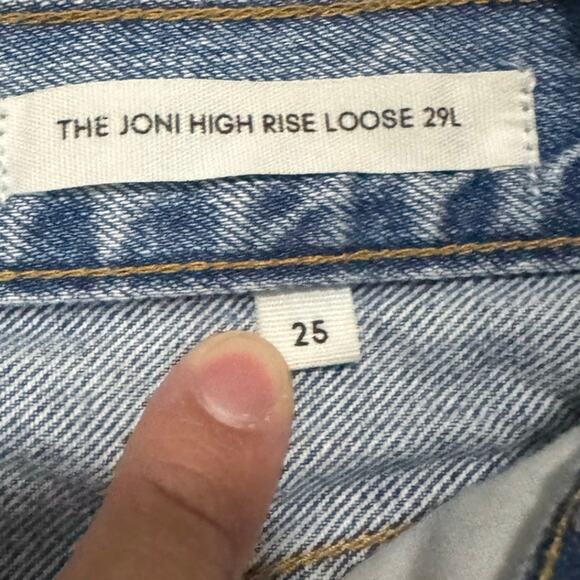 THE JONI HIGH RISE LOOSE 29L
25